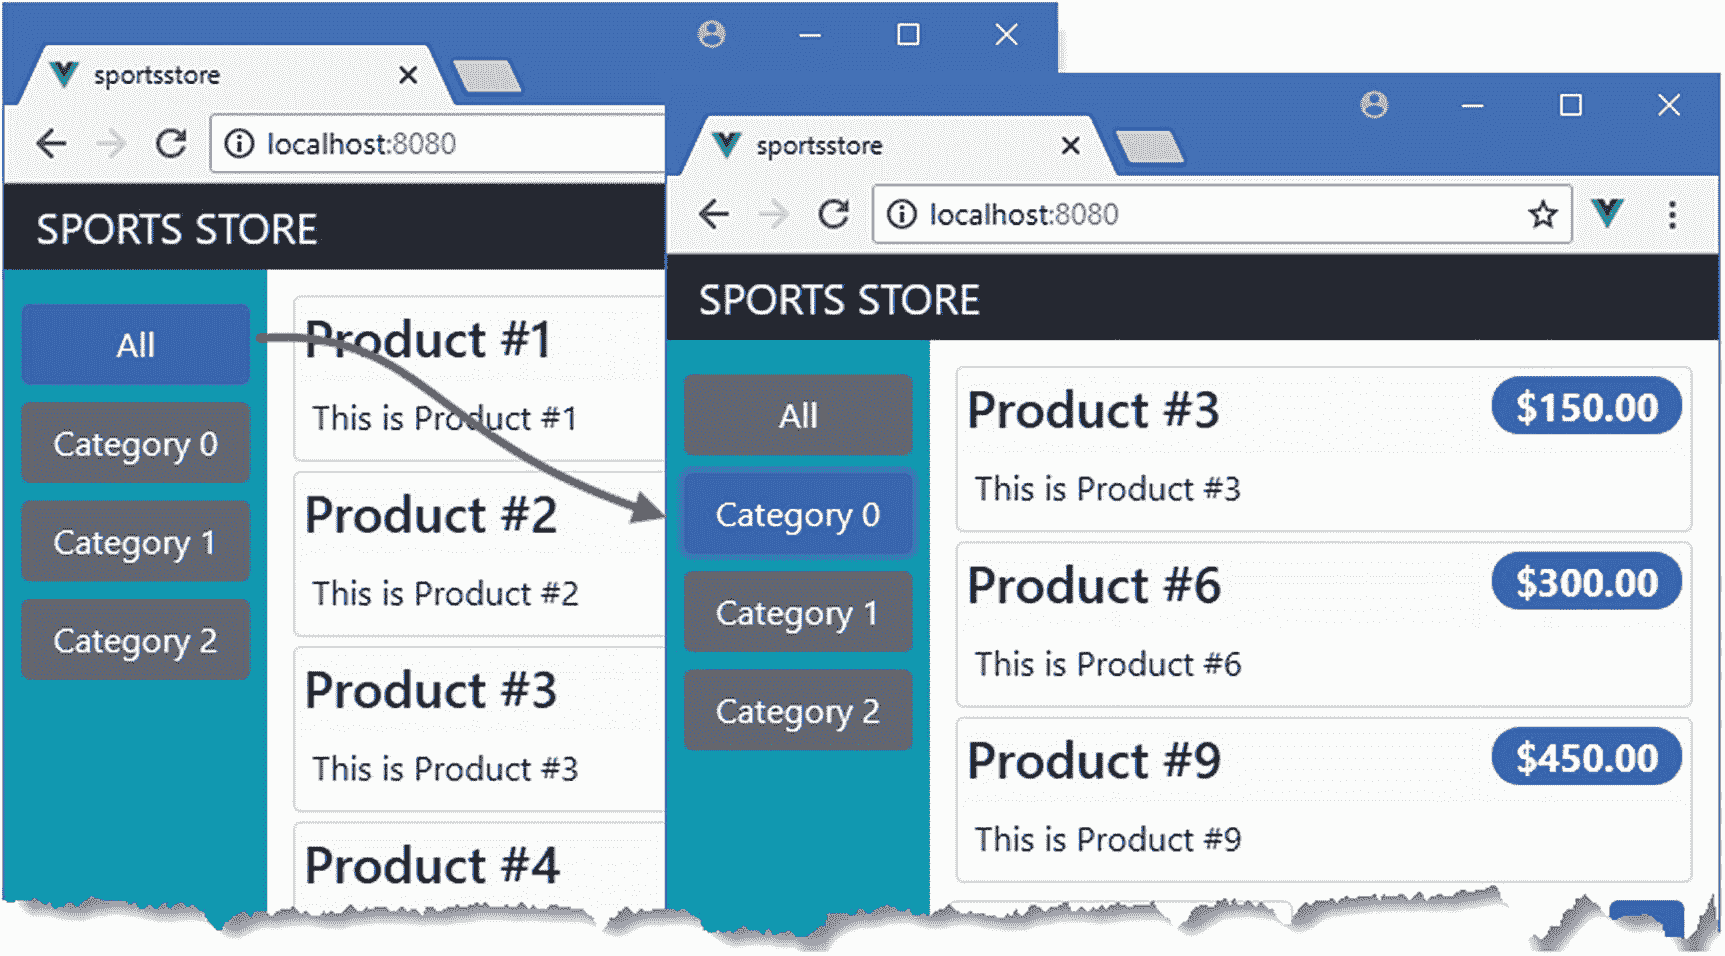 sportsstore
localhost:8080
SPORTS STORE
All
Category 0
Category 1
Category 2
Product #1
This is Product #1
Product #2
This is Product #2
Product #3
This is Product #3
Product #4
sportsstore
localhost:8080
SPORTS STORE
All
Category 0
Category 1
Category 2
Product #3 $150.00
This is Product #3
Product #6 $300.00
This is Product #6
Product #9 $450.00
This is Product #9